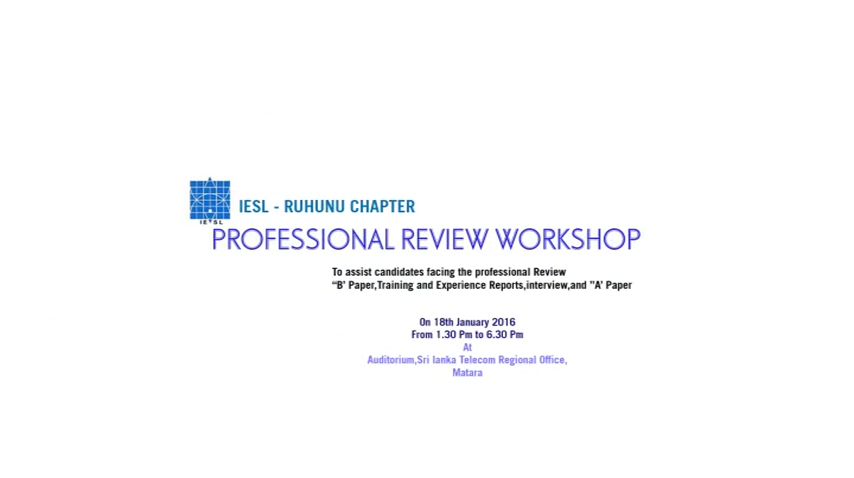 IESL
IESL - RUHUNU CHAPTER
PROFESSIONAL REVIEW WORKSHOP
To assist candidates facing the professional Review
“B’ Paper,Training and Experience Reports,interview,and ”A’ Paper
On 18th January 2016
From 1.30 Pm to 6.30 Pm
At
Auditorium,Sri lanka Telecom Regional Office,
Matara